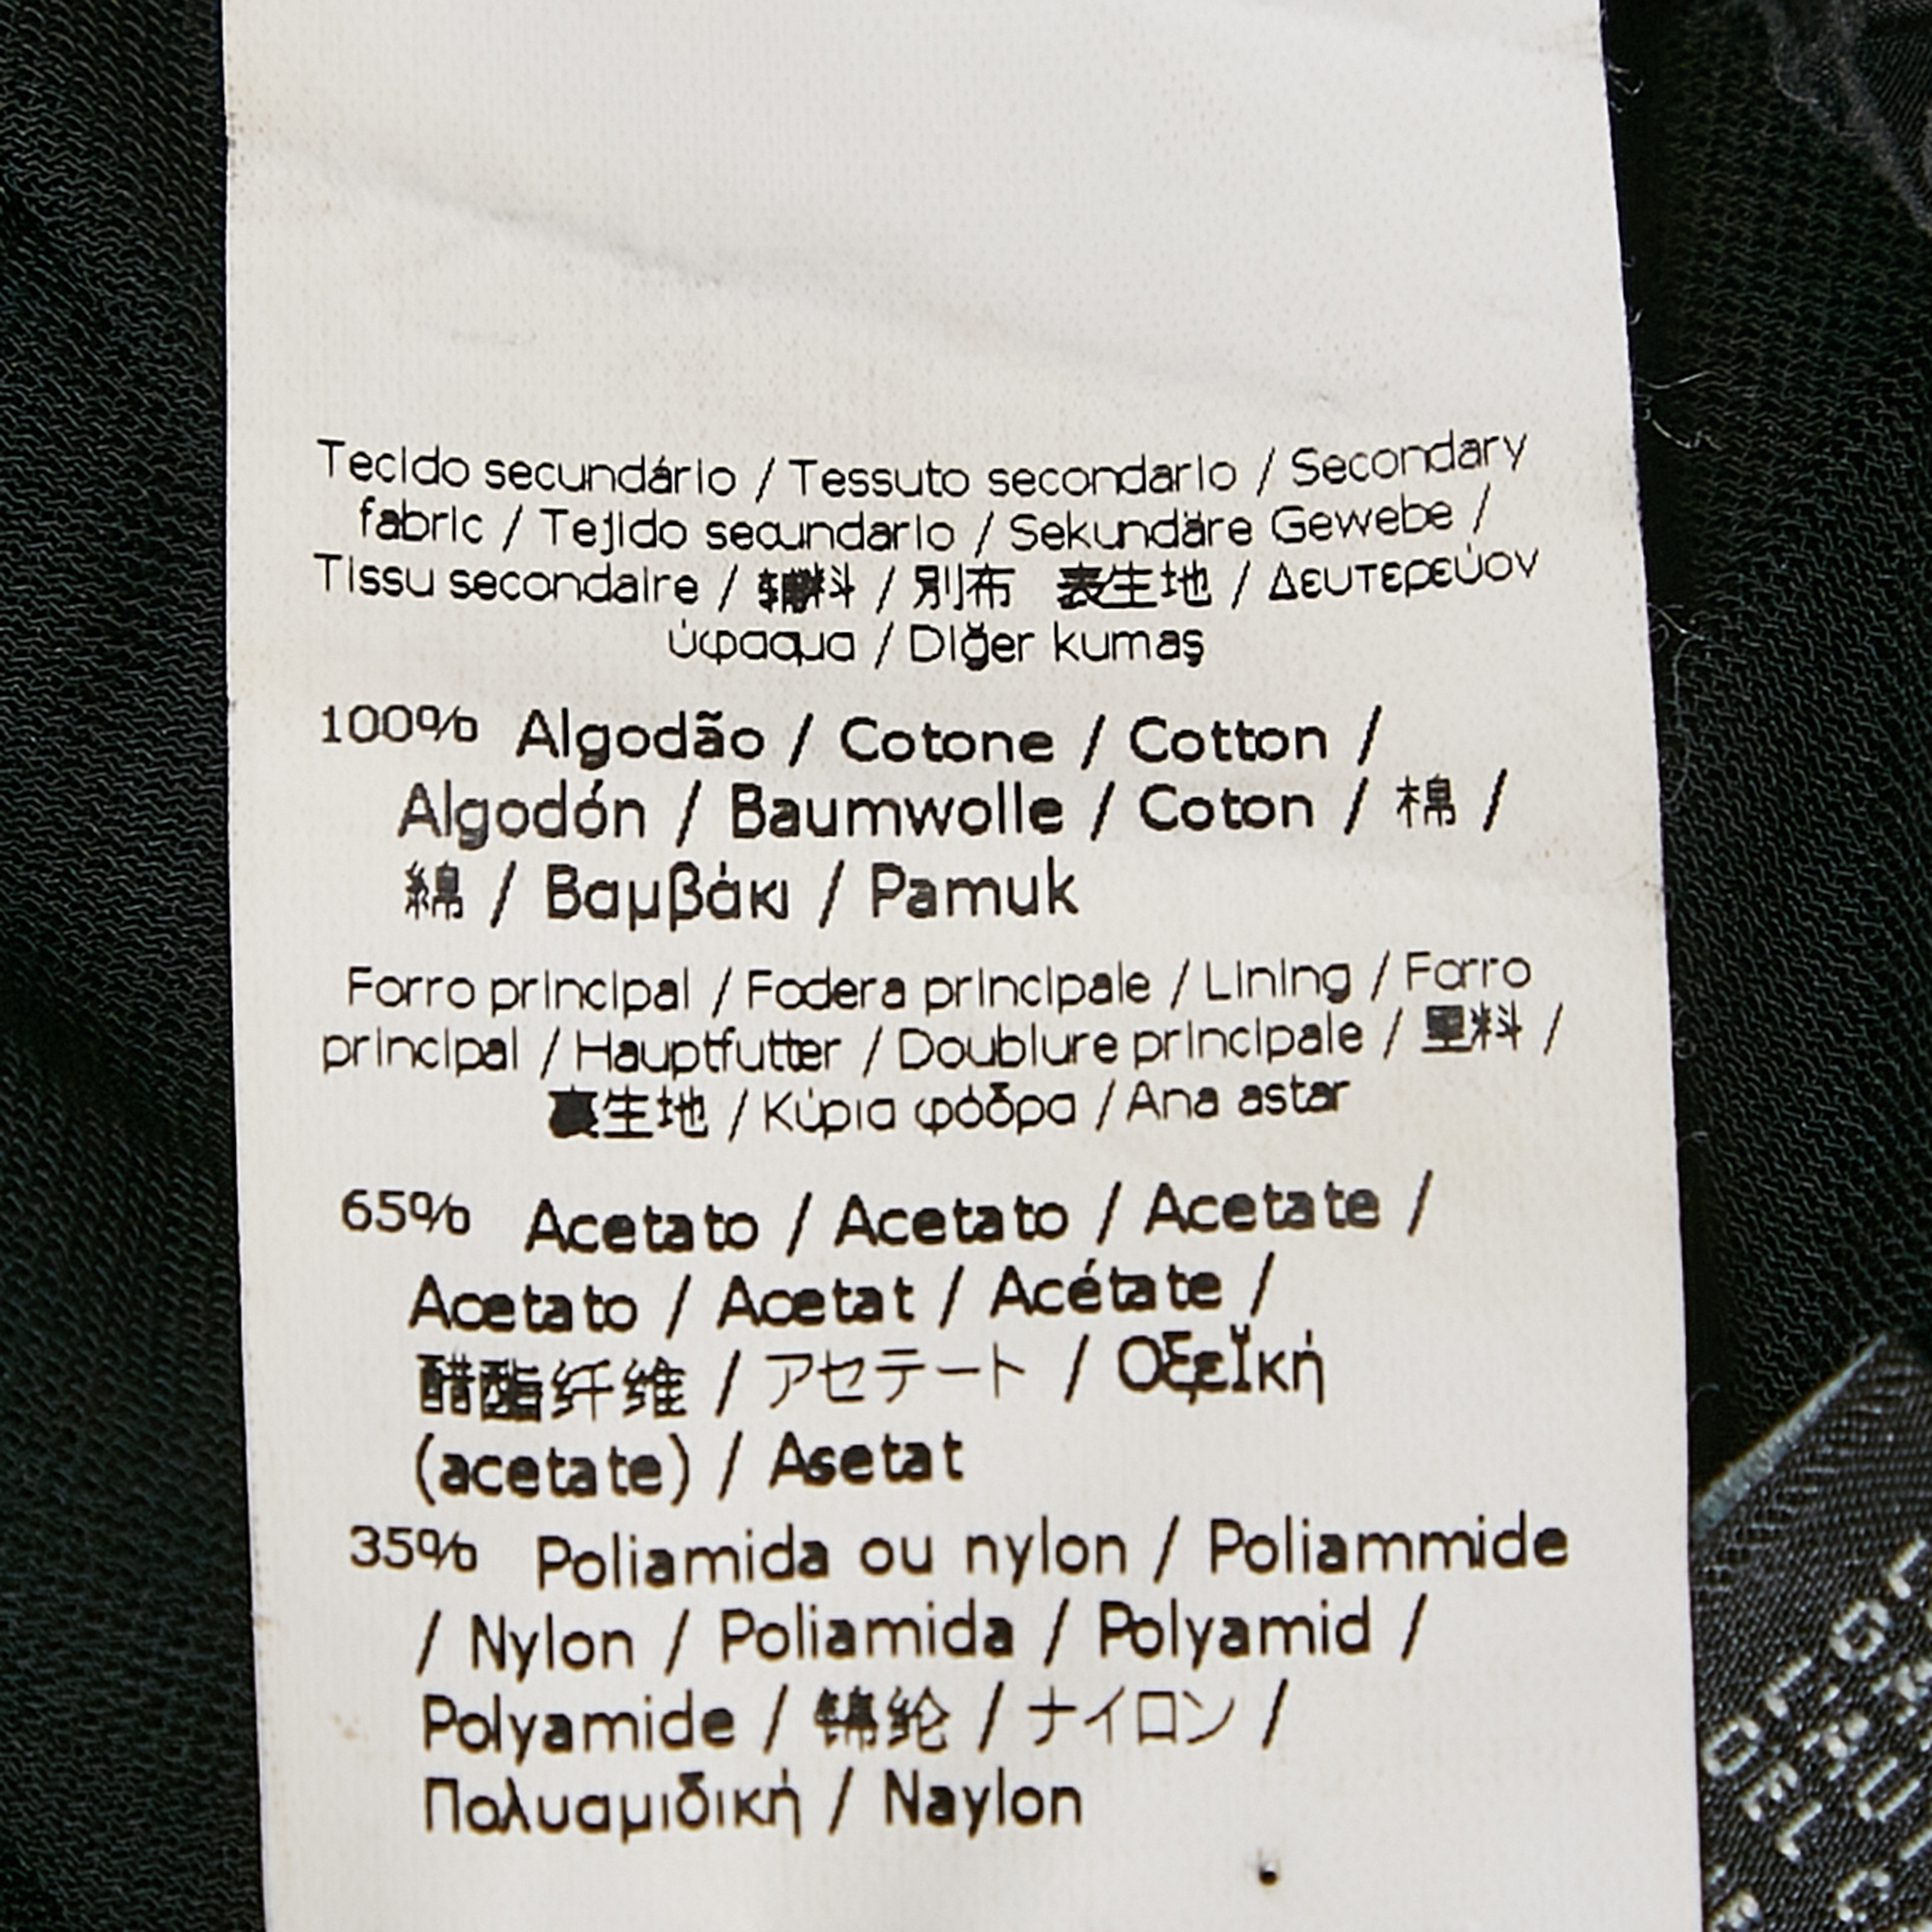 Tecido secundário / Tessuto secondario / Secondary
fabric / Tejido secundario / Sekundäre Gewebe /
Tissu secondaire / 辅料 / 別布 表生地 / Δευτερεύον
ύφασμα / Diğer kumaş
100% Algodão / Cotone / Cotton /
Algodón / Baumwolle / Coton / 棉 /
綿 / Βαμβάκι / Pamuk
Forro principal / Fodera principale / Lining / Forro
principal / Hauptfutter / Doublure principale / 里料 /
裏生地 / Κύρια φόδρα / Ana astar
65% Acetato / Acetato / Acetate /
Acetato / Acetat / Acétate /
醋酯纤维 / アセテート / Οξεϊκή
(acetate) / Asetat
35% Poliamida ou nylon / Poliammide
/ Nylon / Poliamida / Polyamid /
Polyamide / 锦纶 / ナイロン /
Πολυαμιδική / Naylon